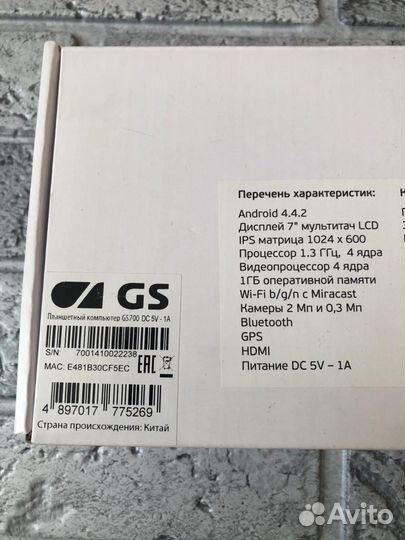 Перечень характеристик:
Android 4.4.2
Дисплей 7" мультитач LCD
IPS матрица 1024 x 600
Процессор 1.3 ГГц, 4 ядра
Видеопроцессор 4 ядра
1ГБ оперативной памяти
Wi-Fi b/g/n с Miracast
Камеры 2 Мп и 0,3 Мп
Bluetooth
GPS
HDMI
Питание DC 5V – 1A
GS
Планшетный компьютер GS700 DC 5V - 1A
S/N: 7001410022238
MAC: E481B30CF5EC
EAC
4 897017 775269
Страна происхождения: Китай
Avito